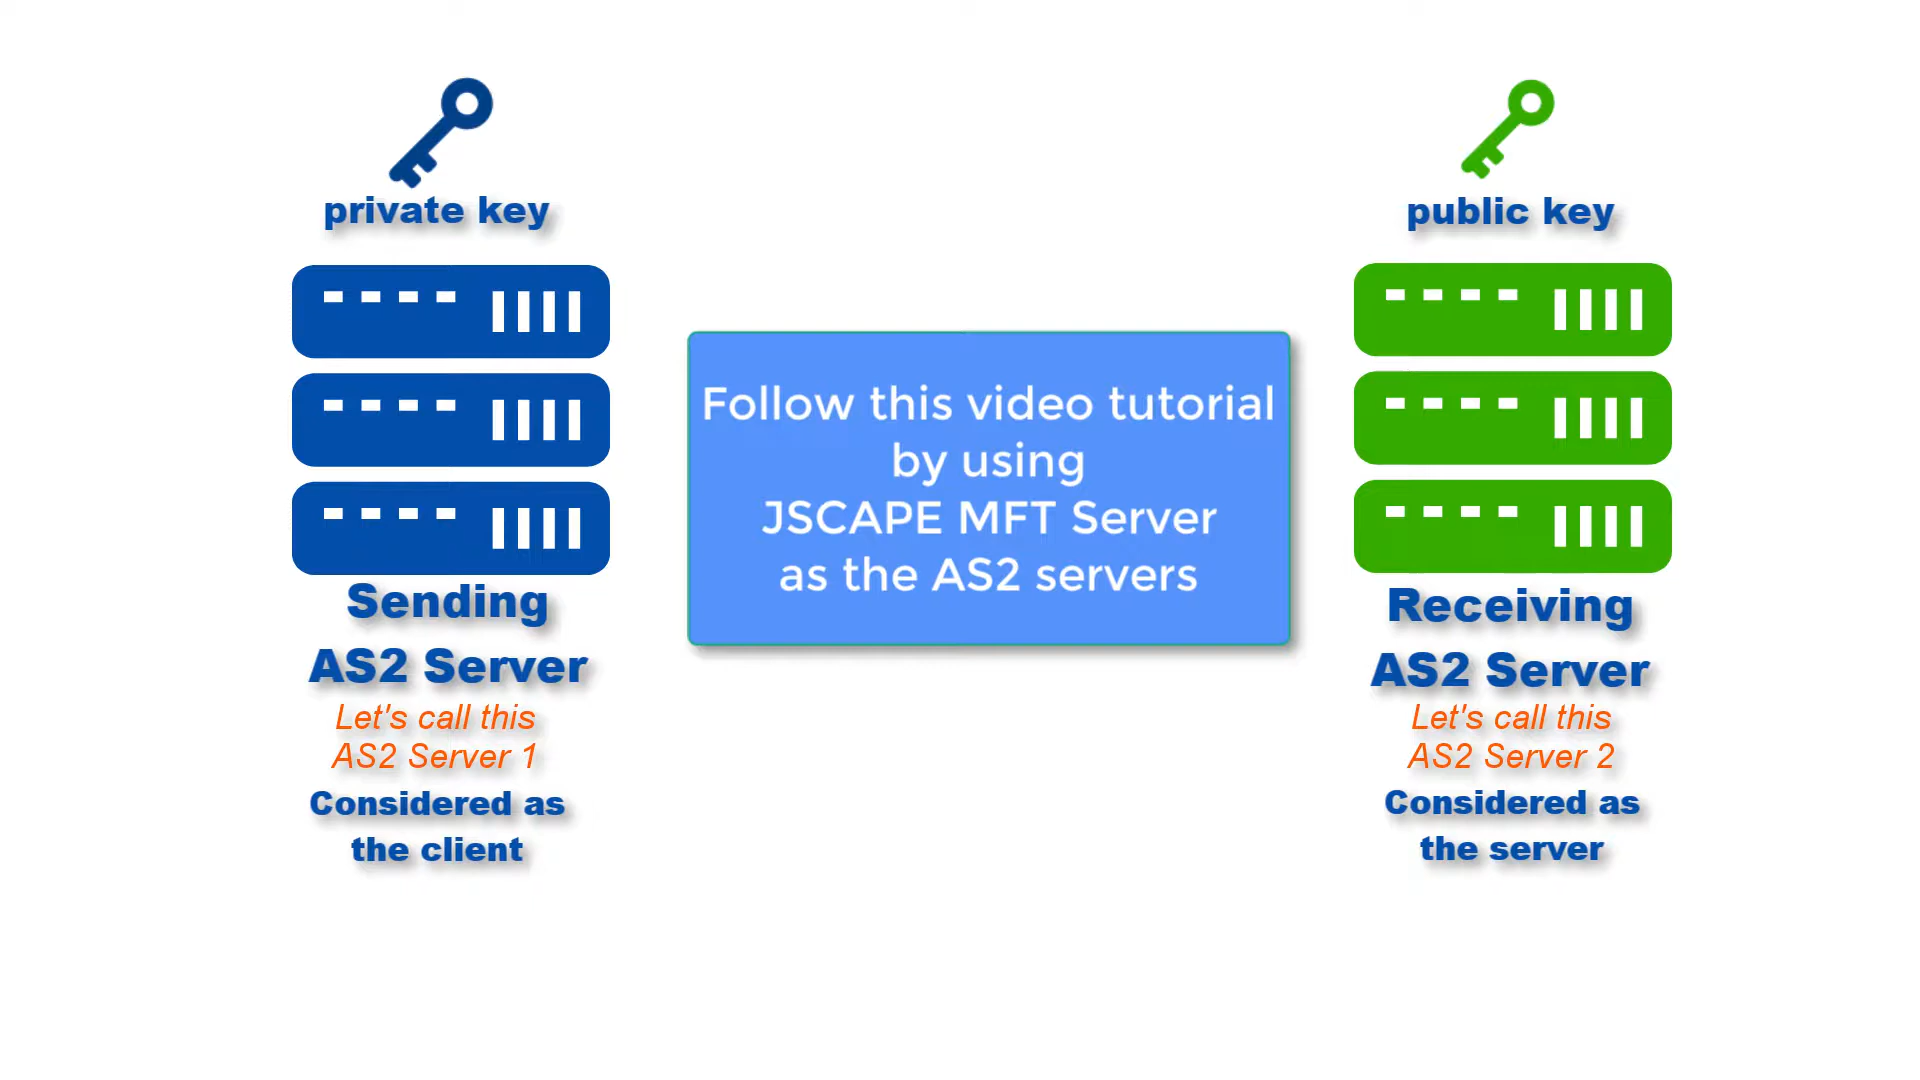 private key
public key
Follow this video tutorial
by using
JSCAPE MFT Server
as the AS2 servers
Sending
AS2 Server
Let's call this
AS2 Server 1
Considered as
the client
Receiving
AS2 Server
Let's call this
AS2 Server 2
Considered as
the server